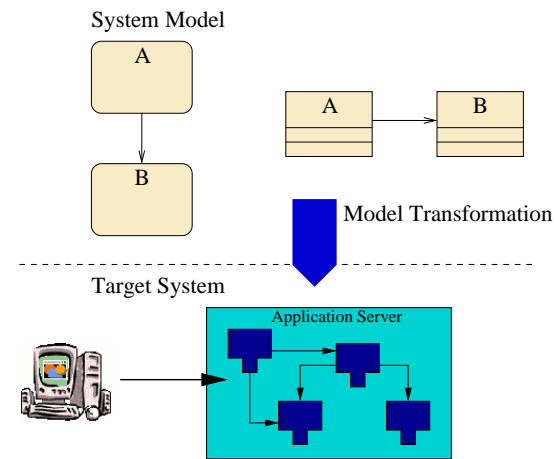 System Model
A
B
A
B
Model Transformation
Target System
Application Server